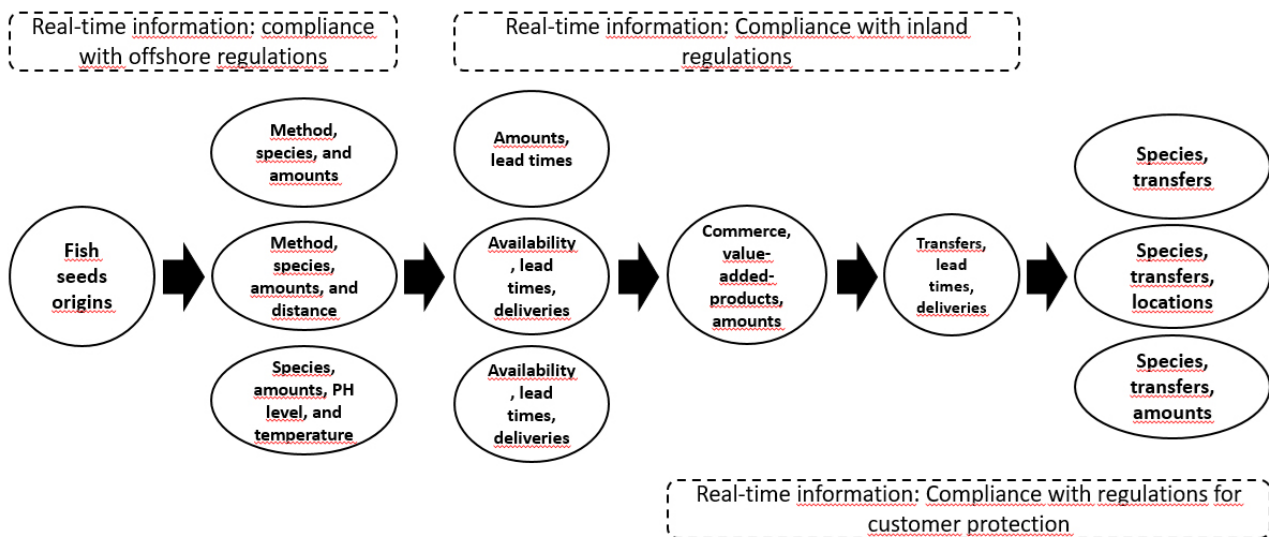 Real-time information: compliance
with offshore regulations
Real-time information: Compliance with inland
regulations
Fish
seeds
origins
Method,
species, and
amounts
Method,
species,
amounts, and
distance
Species,
amounts, PH
level, and
temperature
Amounts,
lead times
Availability
, lead
times,
deliveries
Availability
, lead
times,
deliveries
Commerce,
value-
added-
products,
amounts
Transfers,
lead
times,
deliveries
Species,
transfers
Species,
transfers,
locations
Species,
transfers,
amounts
Real-time information: Compliance with regulations for
customer protection